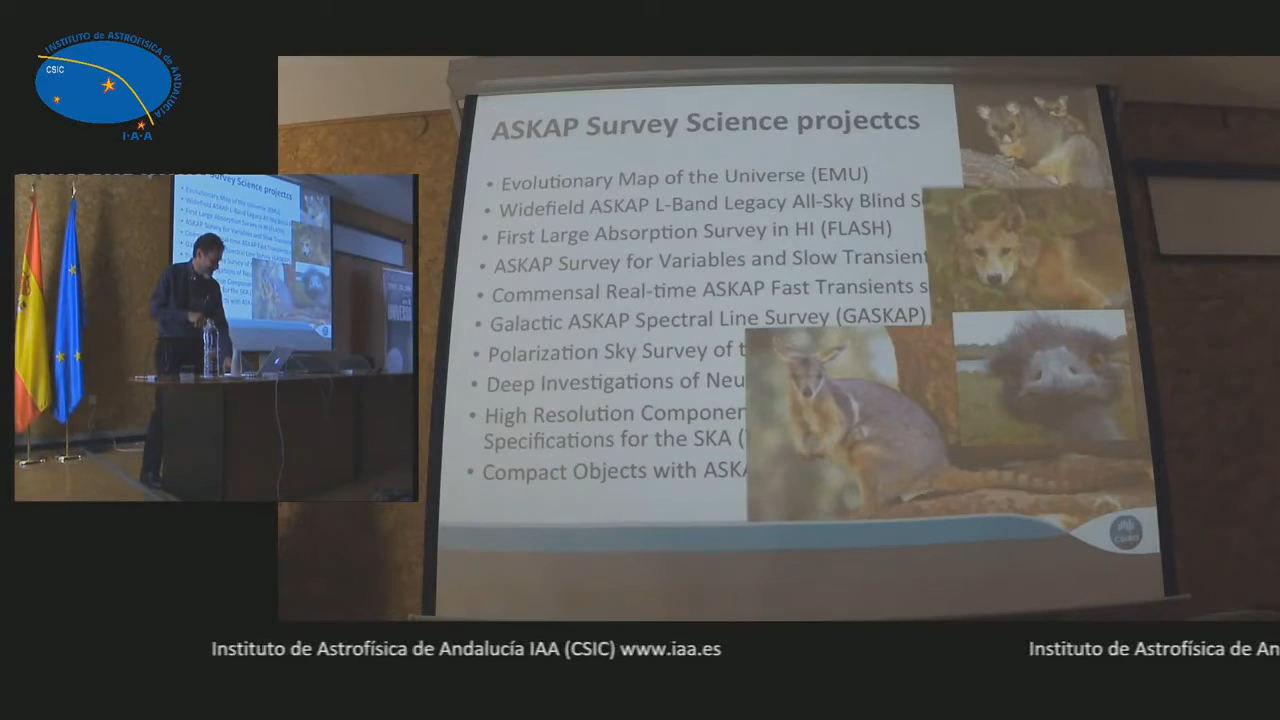 INSTITUTO de ASTROFÍSICA de ANDALUCÍA
CSIC
I·A·A
ASKAP Survey Science projectcs
• Evolutionary Map of the Universe (EMU)
• Widefield ASKAP L-Band Legacy All-Sky Blind S
• First Large Absorption Survey in HI (FLASH)
• ASKAP Survey for Variables and Slow Transient
• Commensal Real-time ASKAP Fast Transients s
• Galactic ASKAP Spectral Line Survey (GASKAP)
• Polarization Sky Survey of t
• Deep Investigations of Neu
• High Resolution Componen
Specifications for the SKA (
• Compact Objects with ASKA
CSIRO
Instituto de Astrofísica de Andalucía IAA (CSIC) www.iaa.es
Instituto de Astrofísica de An